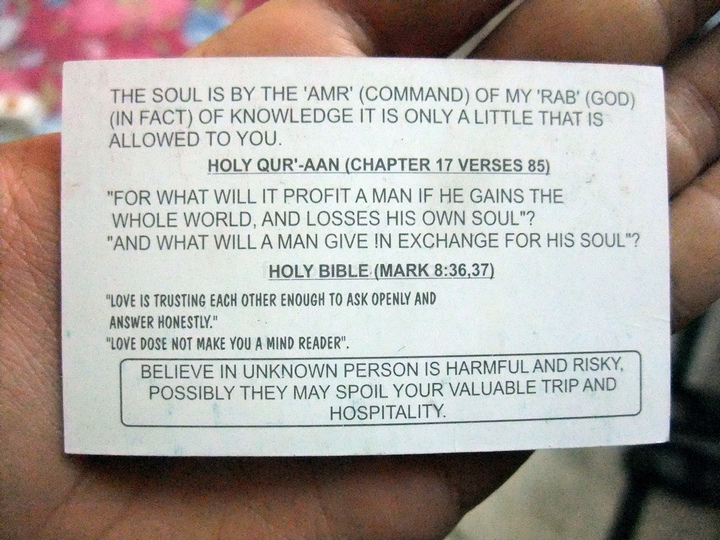 THE SOUL IS BY THE 'AMR' (COMMAND) OF MY 'RAB' (GOD)
(IN FACT) OF KNOWLEDGE IT IS ONLY A LITTLE THAT IS
ALLOWED TO YOU.
HOLY QUR'-AAN (CHAPTER 17 VERSES 85)
"FOR WHAT WILL IT PROFIT A MAN IF HE GAINS THE
WHOLE WORLD, AND LOSSES HIS OWN SOUL"?
"AND WHAT WILL A MAN GIVE IN EXCHANGE FOR HIS SOUL"?
HOLY BIBLE (MARK 8:36,37)
"LOVE IS TRUSTING EACH OTHER ENOUGH TO ASK OPENLY AND
ANSWER HONESTLY."
"LOVE DOSE NOT MAKE YOU A MIND READER".
BELIEVE IN UNKNOWN PERSON IS HARMFUL AND RISKY,
POSSIBLY THEY MAY SPOIL YOUR VALUABLE TRIP AND
HOSPITALITY.